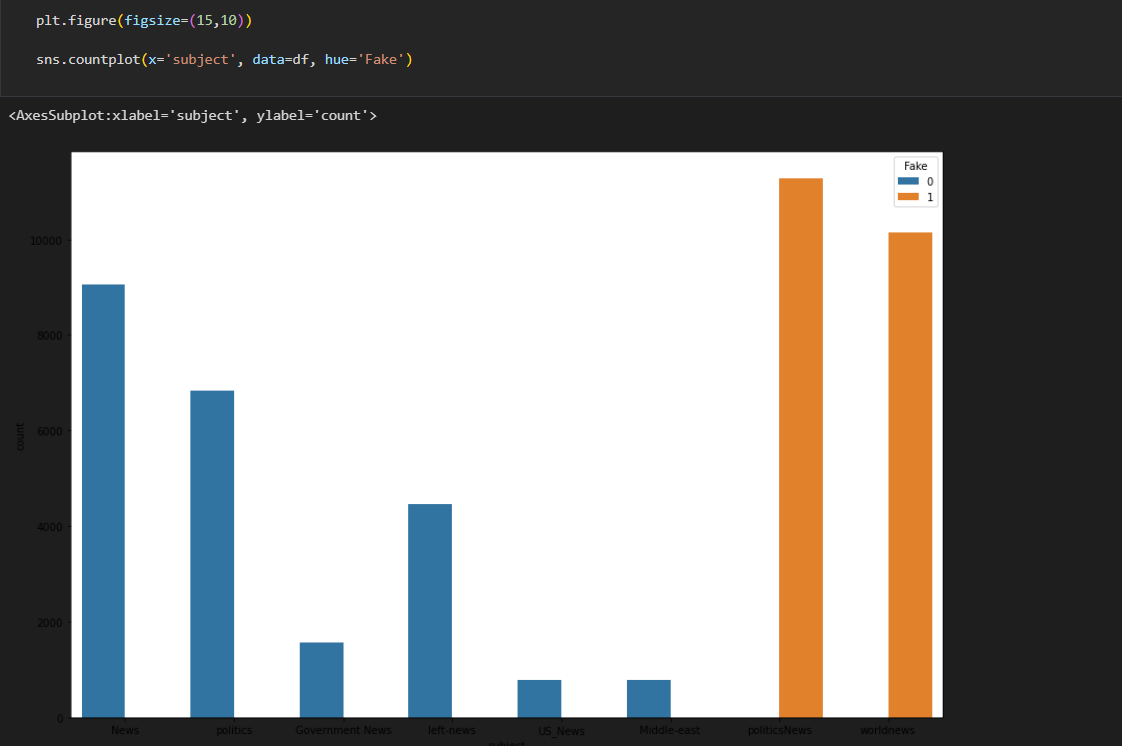 plt.figure(figsize=(15,10))
sns.countplot(x='subject', data=df, hue='Fake')
<AxesSubplot:xlabel='subject', ylabel='count'>
Fake
0
1
10000
8000
6000
4000
2000
0
count
News politics Government News left-news US_News Middle-east politicsNews worldnews
subject